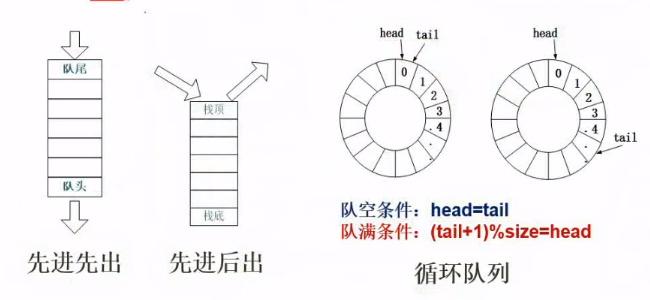 队尾
队头
先进先出
栈顶
栈底
先进后出
head tail
0
1
2
3
4
head
0
1
2
3
4
tail
队空条件：head=tail
队满条件：(tail+1)%size=head
循环队列